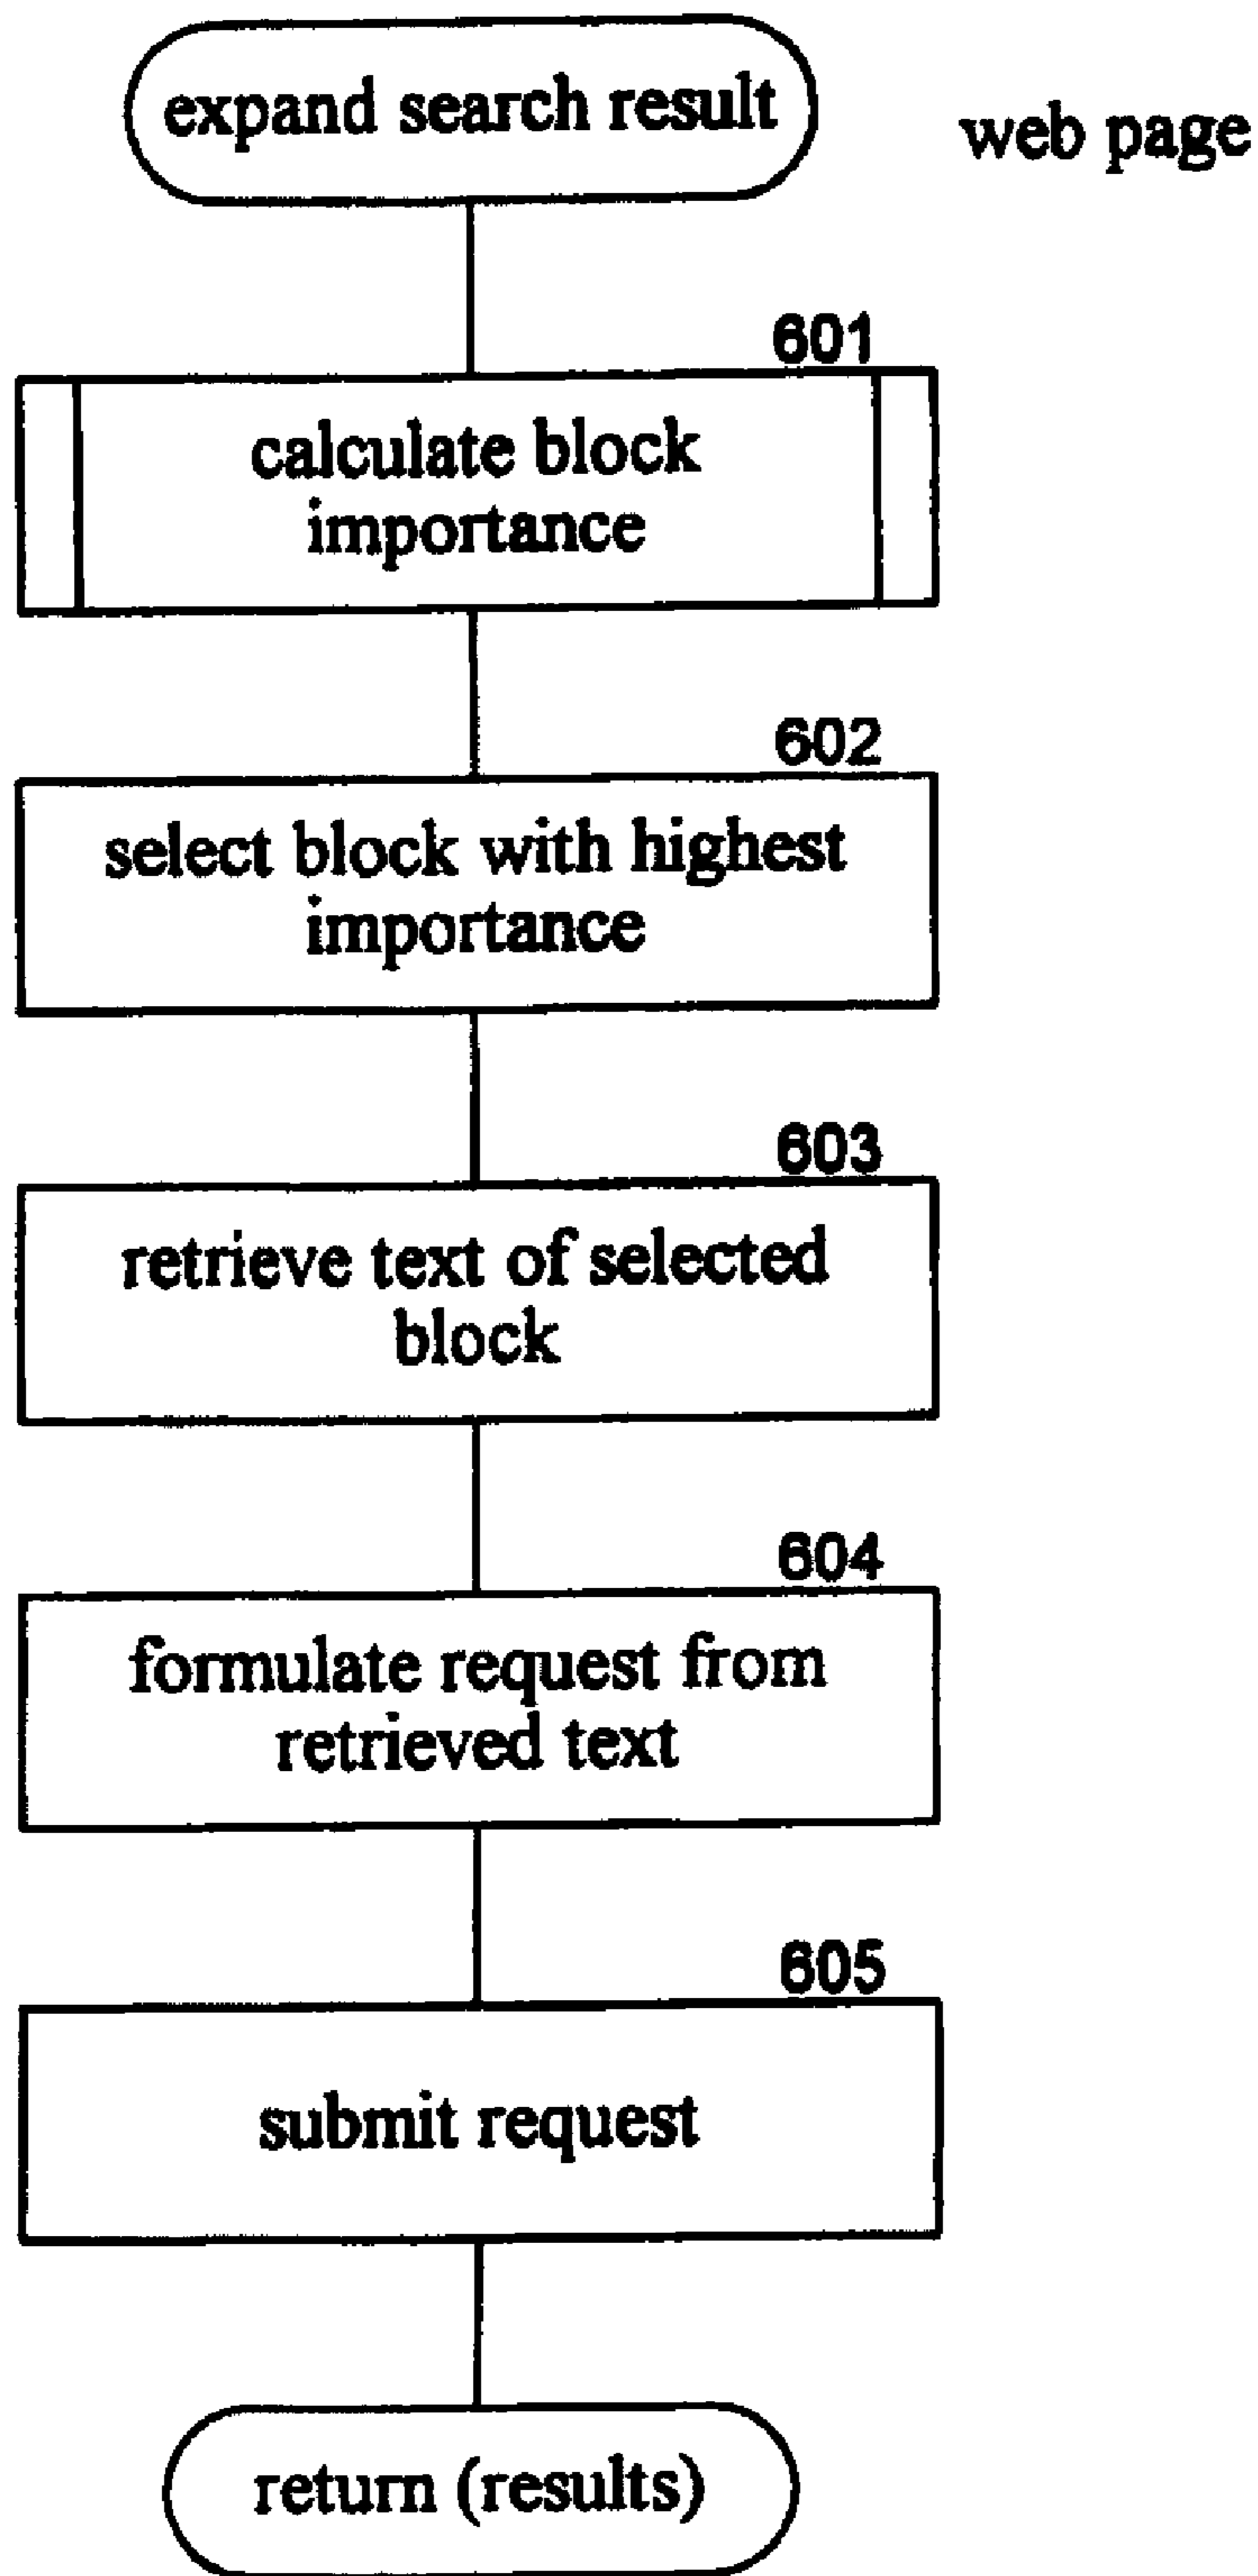 expand search result
web page
601
calculate block
importance
602
select block with highest
importance
603
retrieve text of selected
block
604
formulate request from
retrieved text
605
submit request
return (results)